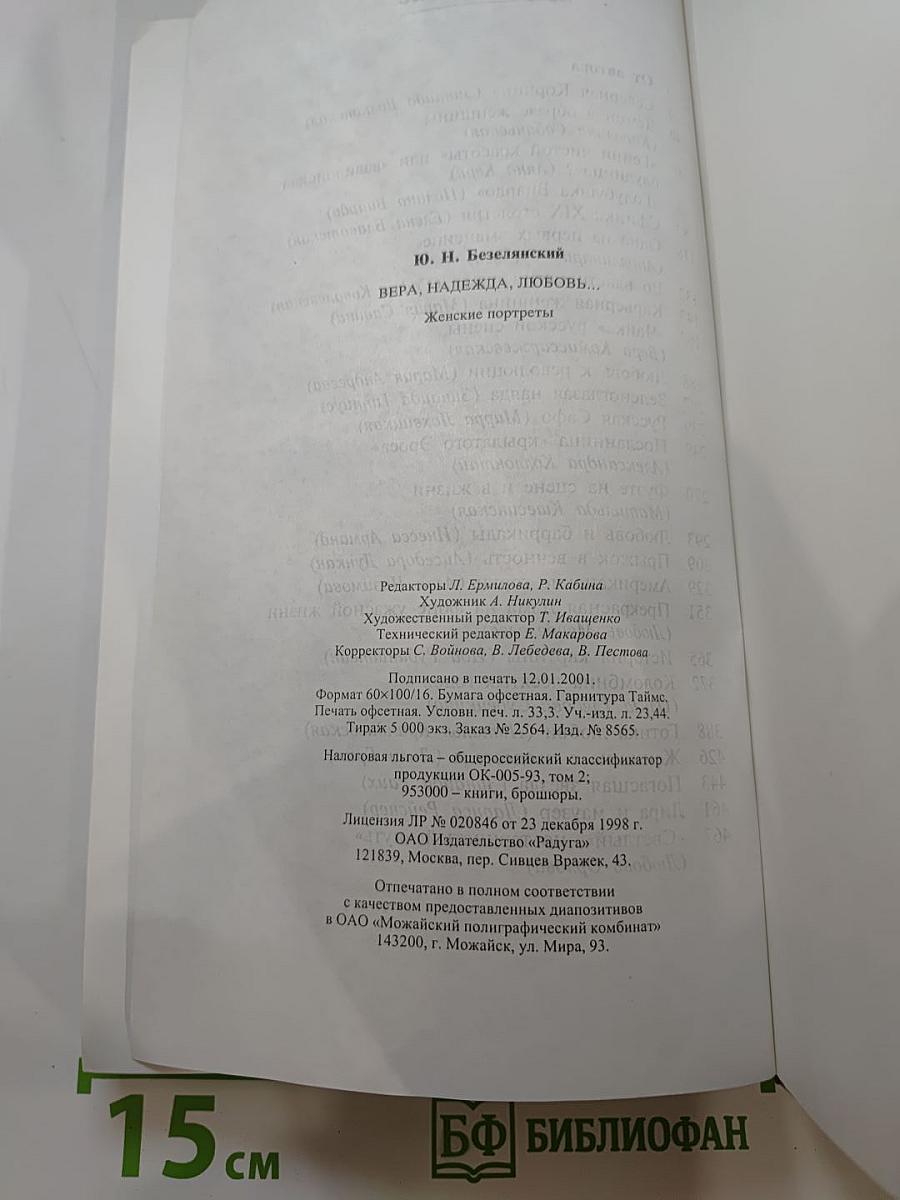 Ю. Н. Безелянский
ВЕРА, НАДЕЖДА, ЛЮБОВЬ...
Женские портреты
Редакторы Л. Ермилова, Р. Кабина
Художник А. Никулин
Художественный редактор Т. Иващенко
Технический редактор Е. Макарова
Корректоры С. Войнова, В. Лебедева, В. Пестова
Подписано в печать 12.01.2001.
Формат 60×100/16. Бумага офсетная. Гарнитура Таймс.
Печать офсетная. Условн. печ. л. 33,3. Уч.-изд. л. 23,44.
Тираж 5 000 экз. Заказ № 2564. Изд. № 8565.
Налоговая льгота – общероссийский классификатор
продукции ОК-005-93, том 2;
953000 – книги, брошюры.
Лицензия ЛР № 020846 от 23 декабря 1998 г.
ОАО Издательство «Радуга»
121839, Москва, пер. Сивцев Вражек, 43.
Отпечатано в полном соответствии
с качеством предоставленных диапозитивов
в ОАО «Можайский полиграфический комбинат»
143200, г. Можайск, ул. Мира, 93.
15 см
БФ БИБЛИОФАН